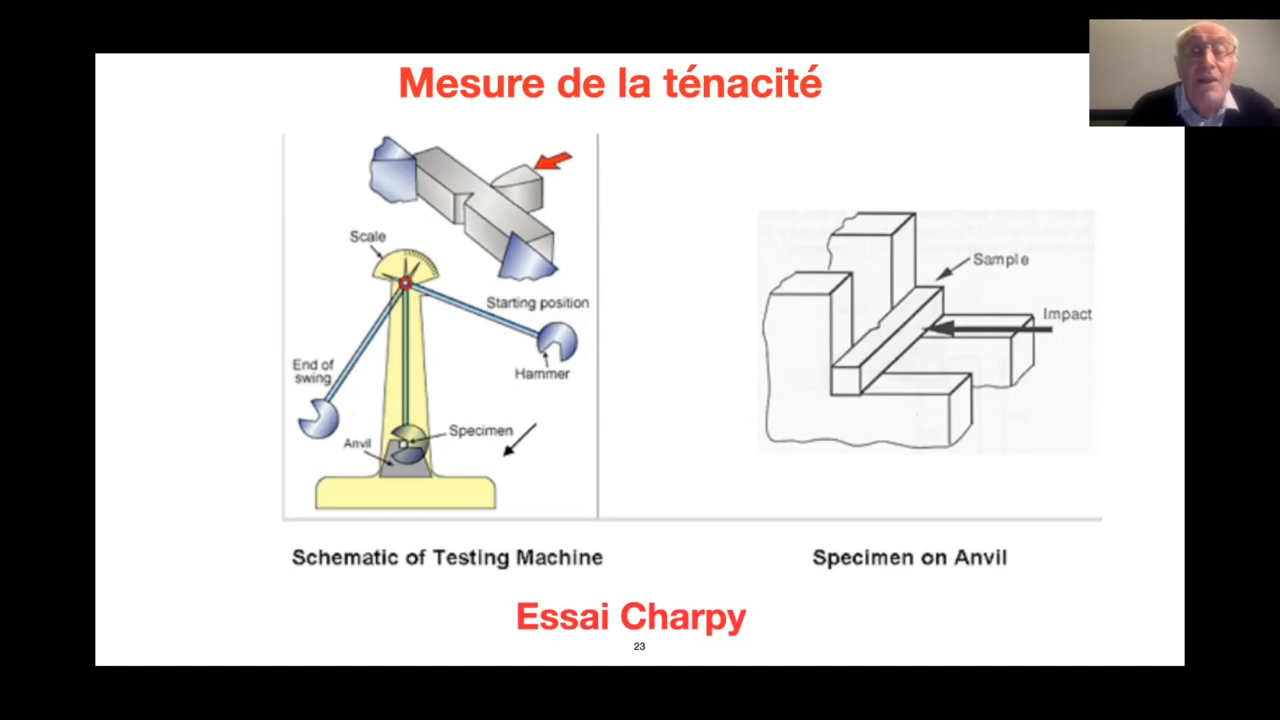 Mesure de la ténacité
Scale
Starting position
End of
swing
Hammer
Anvil
Specimen
Sample
Impact
Schematic of Testing Machine
Specimen on Anvil
Essai Charpy
23